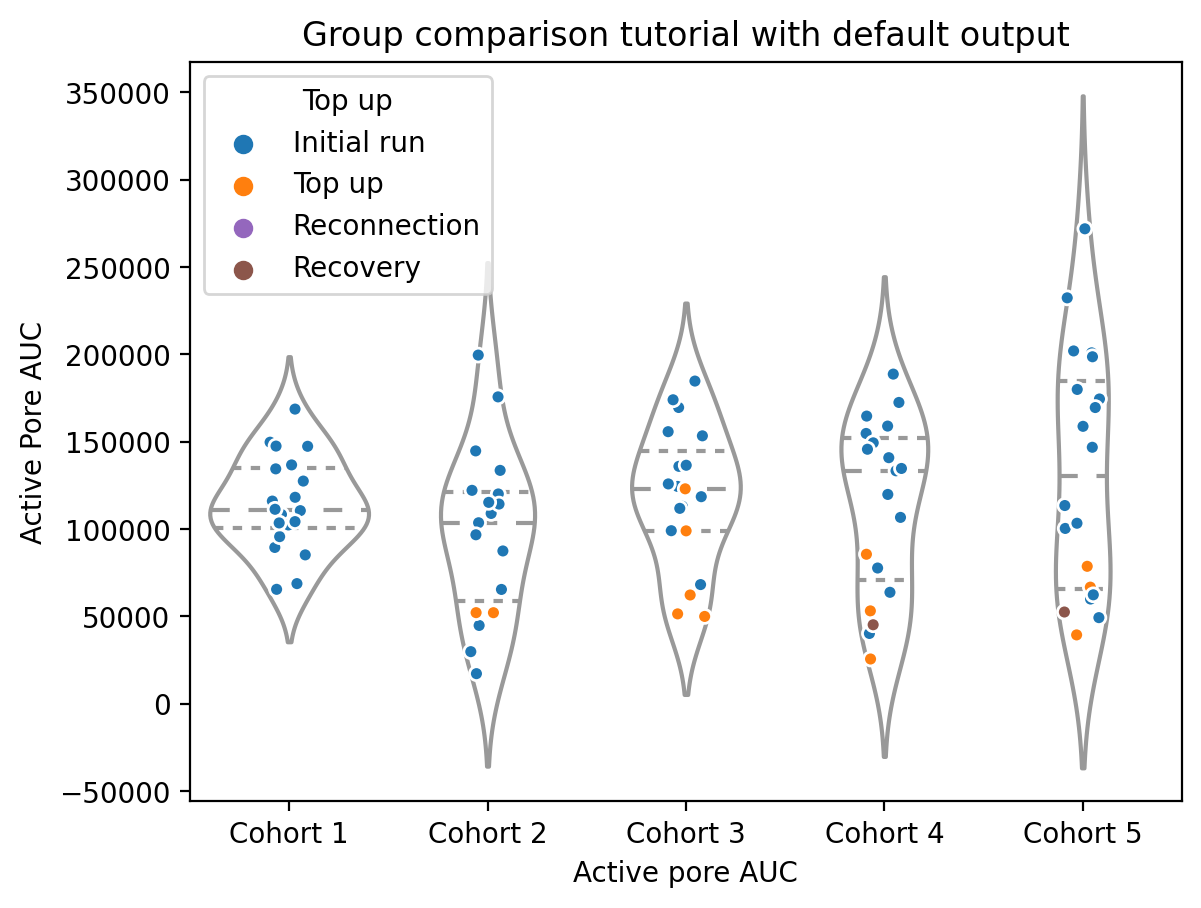 Group comparison tutorial with default output
Top up
Initial run
Top up
Reconnection
Recovery
Active Pore AUC
350000
300000
250000
200000
150000
100000
50000
0
−50000
Cohort 1
Cohort 2
Cohort 3
Cohort 4
Cohort 5
Active pore AUC